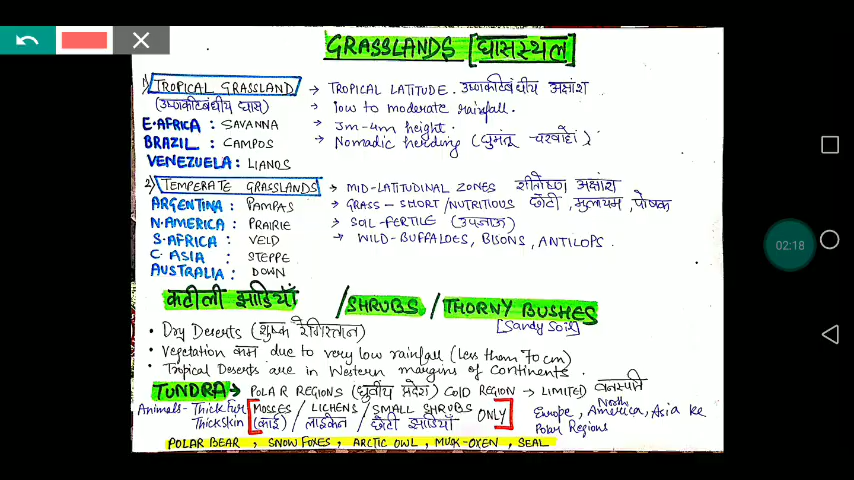 GRASSLANDS [घासस्थल]
1) TROPICAL GRASSLAND → TROPICAL LATITUDE. उष्णकटिबंधीय अक्षांश
(उष्णकटिबंधीय घास) → low to moderate rainfall.
E.AFRICA : SAVANNA → 3m-4m height.
BRAZIL : CAMPOS → Nomadic herding (घुमंतू चरवाहा)
VENEZUELA : LIANOS
2) TEMPERATE GRASSLANDS → MID-LATITUDINAL ZONES शीतोष्ण अक्षांश
ARGENTINA : PAMPAS → GRASS - SHORT/NUTRITIOUS छोटी, मुलायम, पोषक
N.AMERICA : PRAIRIE → SOIL-FERTILE (उपजाऊ)
S.AFRICA : VELD → WILD-BUFFALOES, BISONS, ANTILOPS.
C. ASIA : STEPPE
AUSTRALIA : DOWN
कटीली झाड़ियाँ / SHRUBS / THORNY BUSHES
[Sandy Soil]
• Dry Deserts (शुष्क रेगिस्तान)
• Vegetation कम due to very low rainfall (less than 70 cm)
• Tropical Deserts are in Western margins of Continents.
TUNDRA → POLAR REGIONS (ध्रुवीय प्रदेश) COLD REGION → LIMITED वनस्पति
Animals - Thick Fur [MOSSES / LICHENS / SMALL SHRUBS ONLY] Europe, North America, Asia ke
Thick Skin (काई) / लाइकेन / छोटी झाड़ियाँ Polar Regions
POLAR BEAR, SNOW FOXES, ARCTIC OWL, MUSK-OXEN, SEAL
02:18